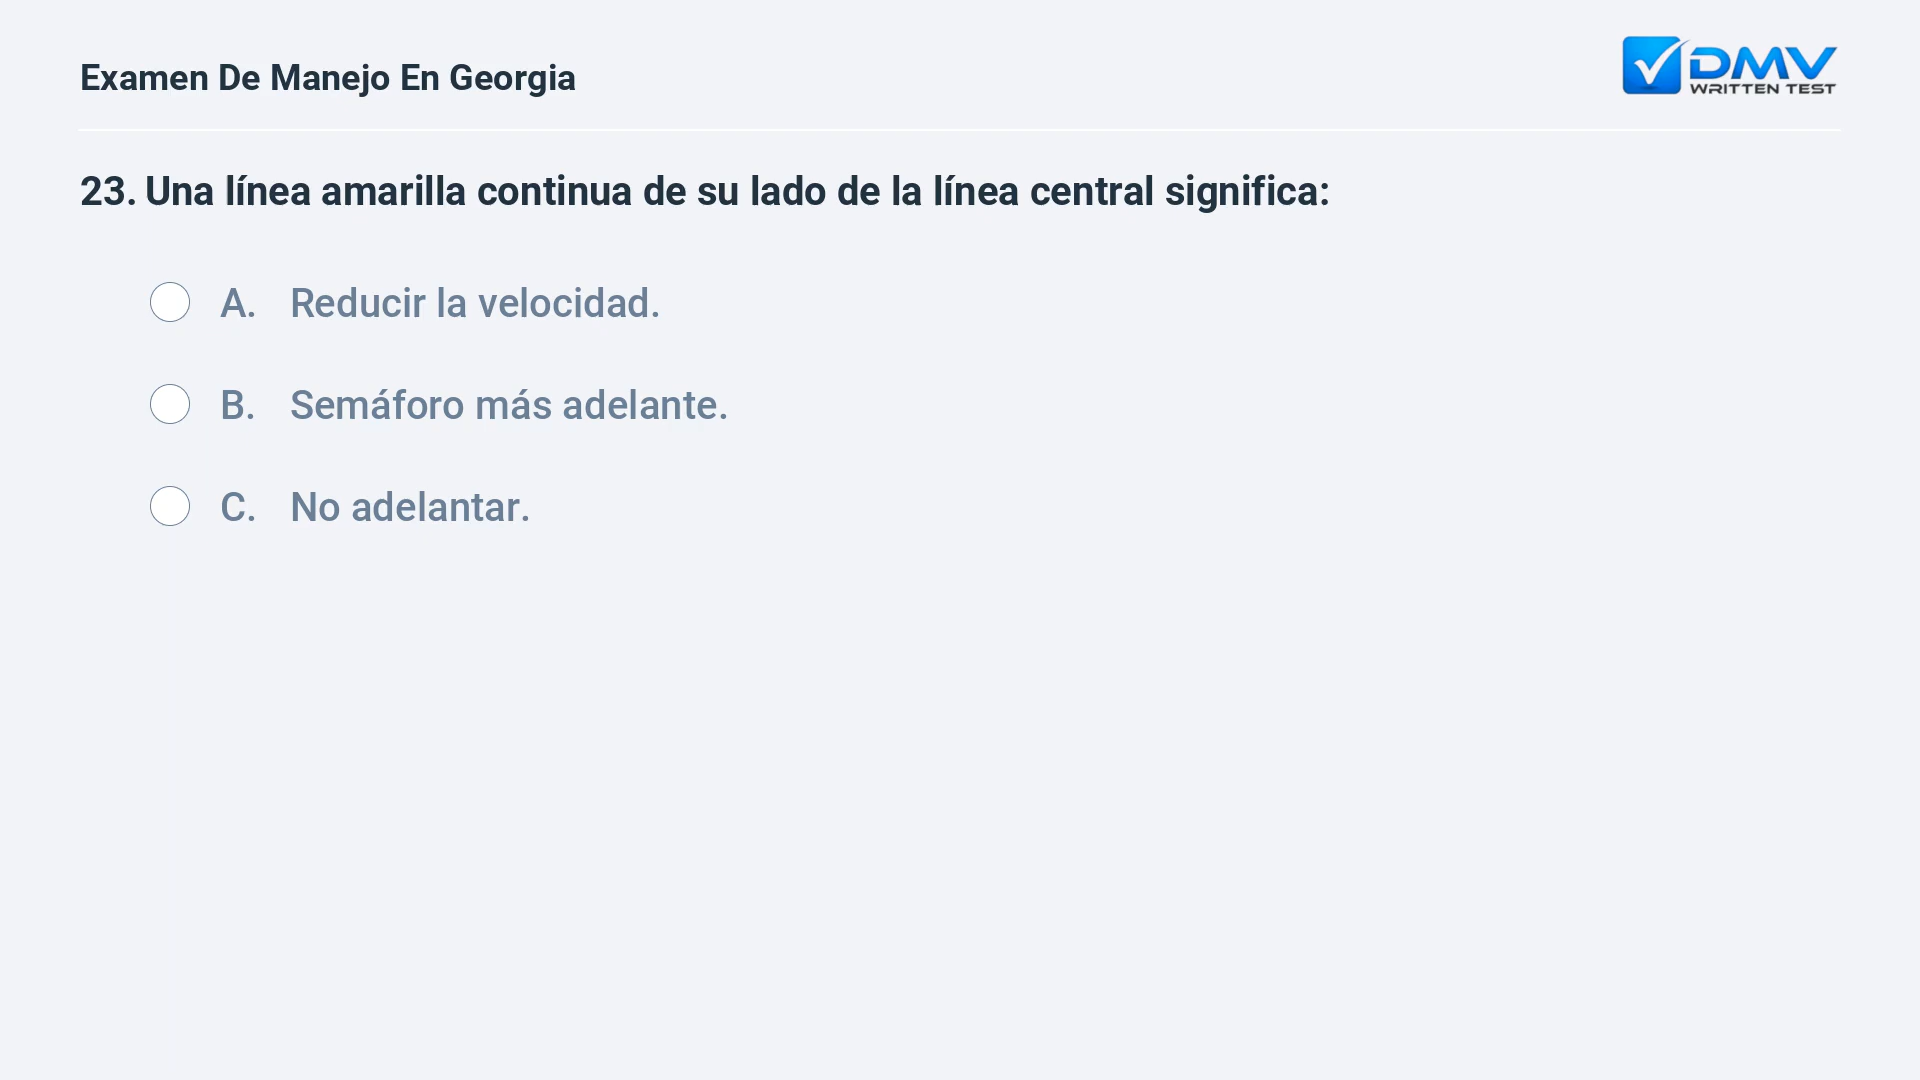 Examen De Manejo En Georgia
DMV
WRITTEN TEST
23. Una línea amarilla continua de su lado de la línea central significa:
A. Reducir la velocidad.
B. Semáforo más adelante.
C. No adelantar.